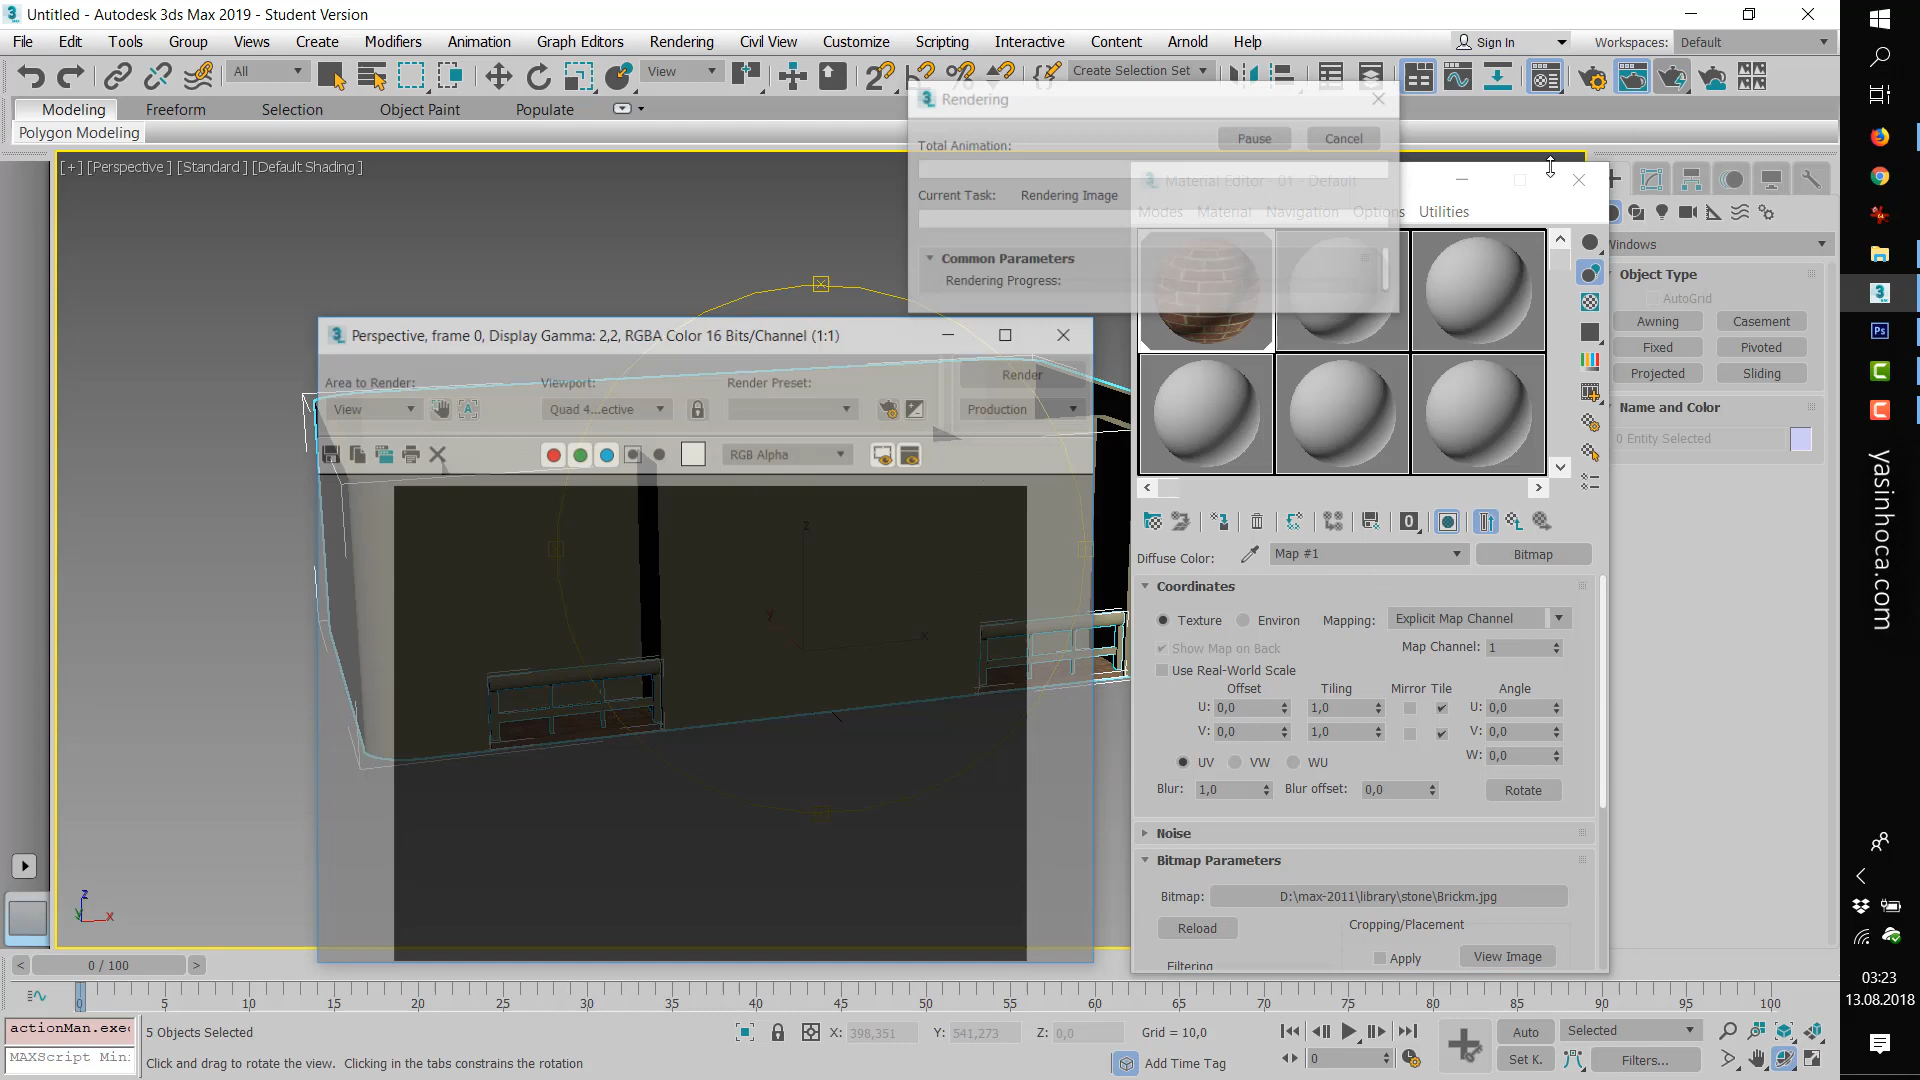 Untitled - Autodesk 3ds Max 2019 - Student Version
File Edit Tools Group Views Create Modifiers Animation Graph Editors Rendering Civil View Customize Scripting Interactive Content Arnold Help
Sign In
Workspaces: Default
All
View
Create Selection Set
Modeling Freeform Selection Object Paint Populate
Polygon Modeling
[+] [Perspective ] [Standard ] [Default Shading ]
Rendering
Total Animation:
Pause Cancel
Current Task: Rendering Image
Common Parameters
Rendering Progress:
Material Editor - 01 - Default
Modes Material Navigation Options Utilities
Windows
Object Type
AutoGrid
Awning Casement
Fixed Pivoted
Projected Sliding
Name and Color
0 Entity Selected
Perspective, frame 0, Display Gamma: 2,2, RGBA Color 16 Bits/Channel (1:1)
Area to Render: Viewport: Render Preset: Render
View Quad 4...ective Production
RGB Alpha
Diffuse Color: Map #1 Bitmap
Coordinates
Texture Environ Mapping: Explicit Map Channel
Show Map on Back Map Channel: 1
Use Real-World Scale
Offset Tiling Mirror Tile Angle
U: 0,0 1,0 U: 0,0
V: 0,0 1,0 V: 0,0
W: 0,0
UV VW WU
Blur: 1,0 Blur offset: 0,0 Rotate
Noise
Bitmap Parameters
Bitmap: D:\max-2011\library\stone\Brickm.jpg
Reload
Cropping/Placement
Filtering
Apply View Image
z
x
y
z
x
y
yasinhoca.com
03:23
13.08.2018
0 / 100
0 5 10 15 20 25 30 35 40 45 50 55 60 65 70 75 80 85 90 95 100
actionMan.exe
MAXScript Min
5 Objects Selected
Click and drag to rotate the view. Clicking in the tabs constrains the rotation
X: 398,351 Y: 541,273 Z: 0,0 Grid = 10,0
Add Time Tag
0
Auto Selected
Set K. Filters...